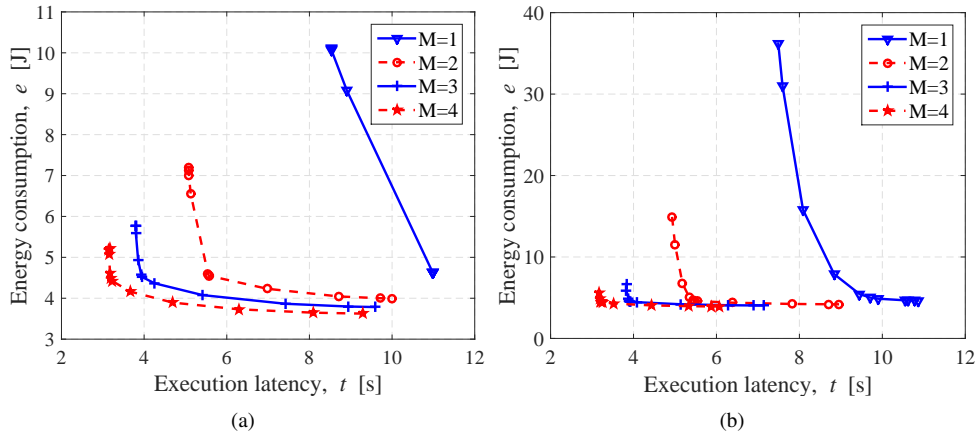 11
10
9
8
7
6
5
4
3
2
4
6
8
10
12
Energy consumption, e [J]
Execution latency, t [s]
M=1
M=2
M=3
M=4
(a)
40
30
20
10
0
2
4
6
8
10
12
Energy consumption, e [J]
Execution latency, t [s]
M=1
M=2
M=3
M=4
(b)